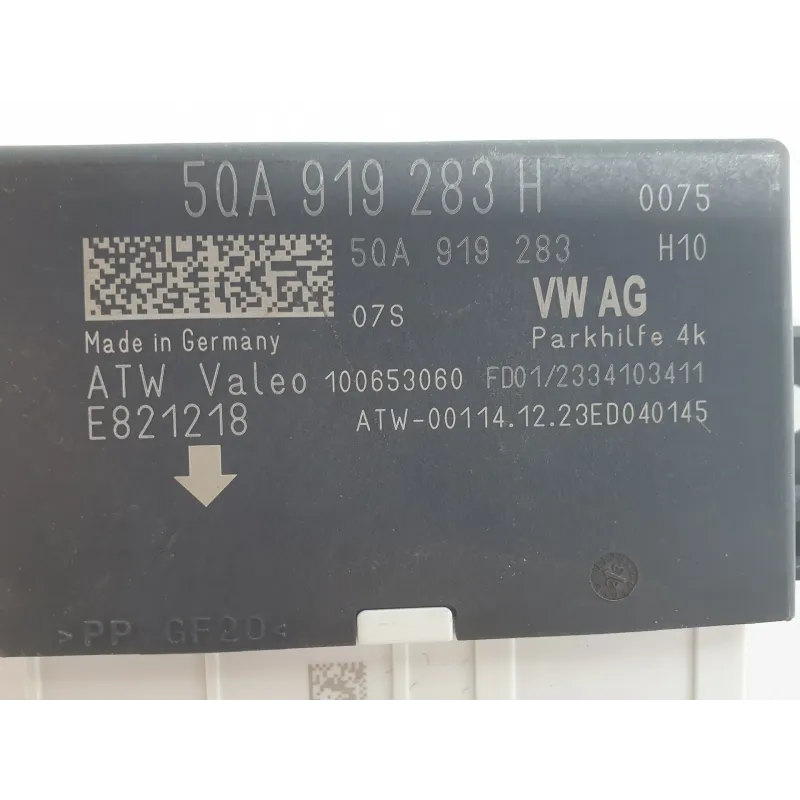 5QA 919 283 H 0075
5QA 919 283 H10
07S VW AG
Made in Germany Parkhilfe 4k
ATW Valeo 100653060 FD01/2334103411
E821218 ATW-00114.12.23ED040145
>PP GF20<